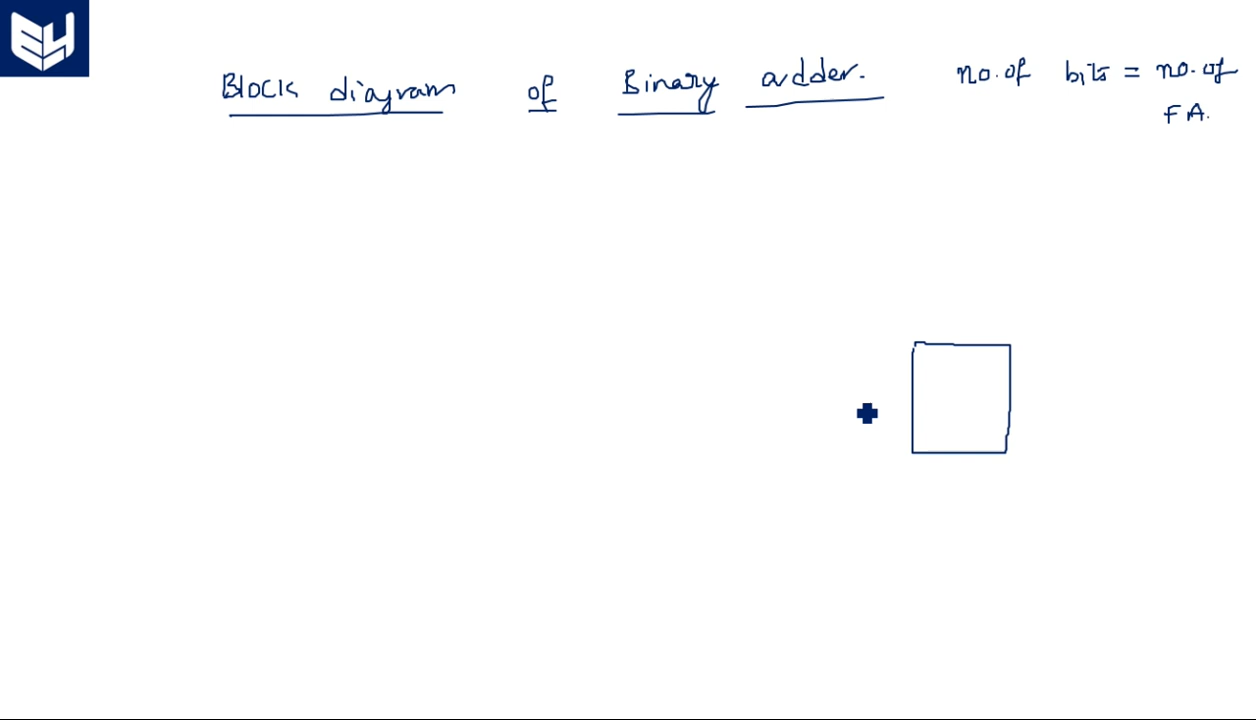 Block diagram of Binary adder.
no. of bits = no. of
FA.